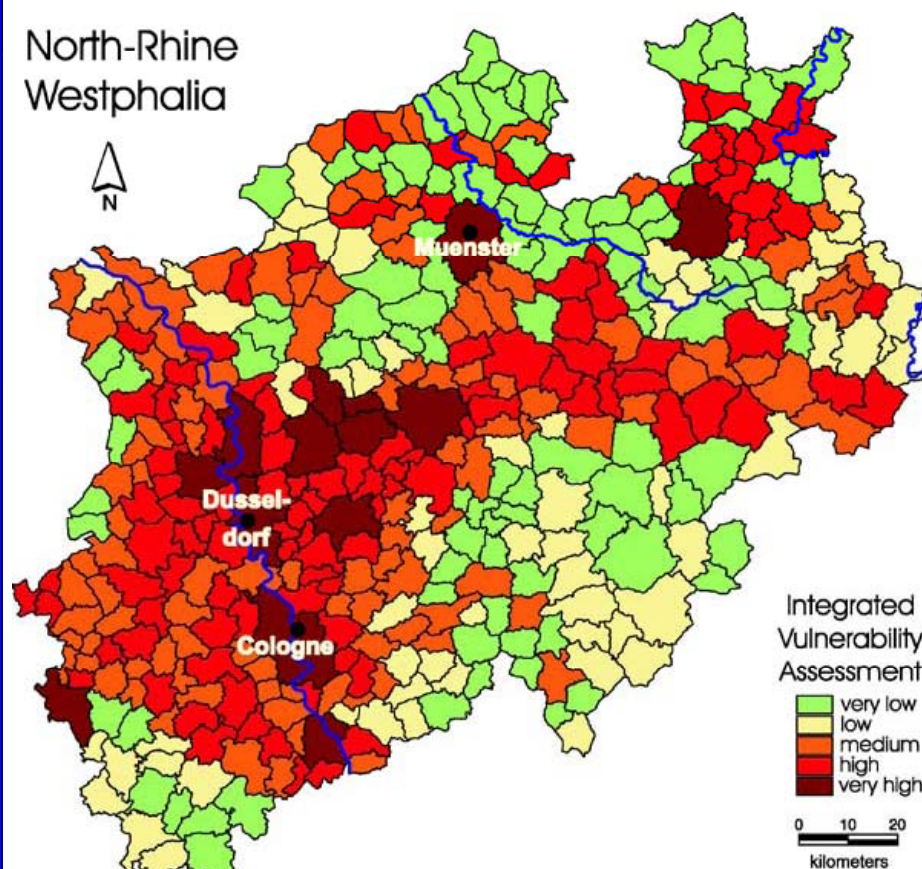 North-Rhine
Westphalia
N
Muenster
Dussel-
dorf
Cologne
Integrated
Vulnerability
Assessment
very low
low
medium
high
very high
0 10 20
kilometers